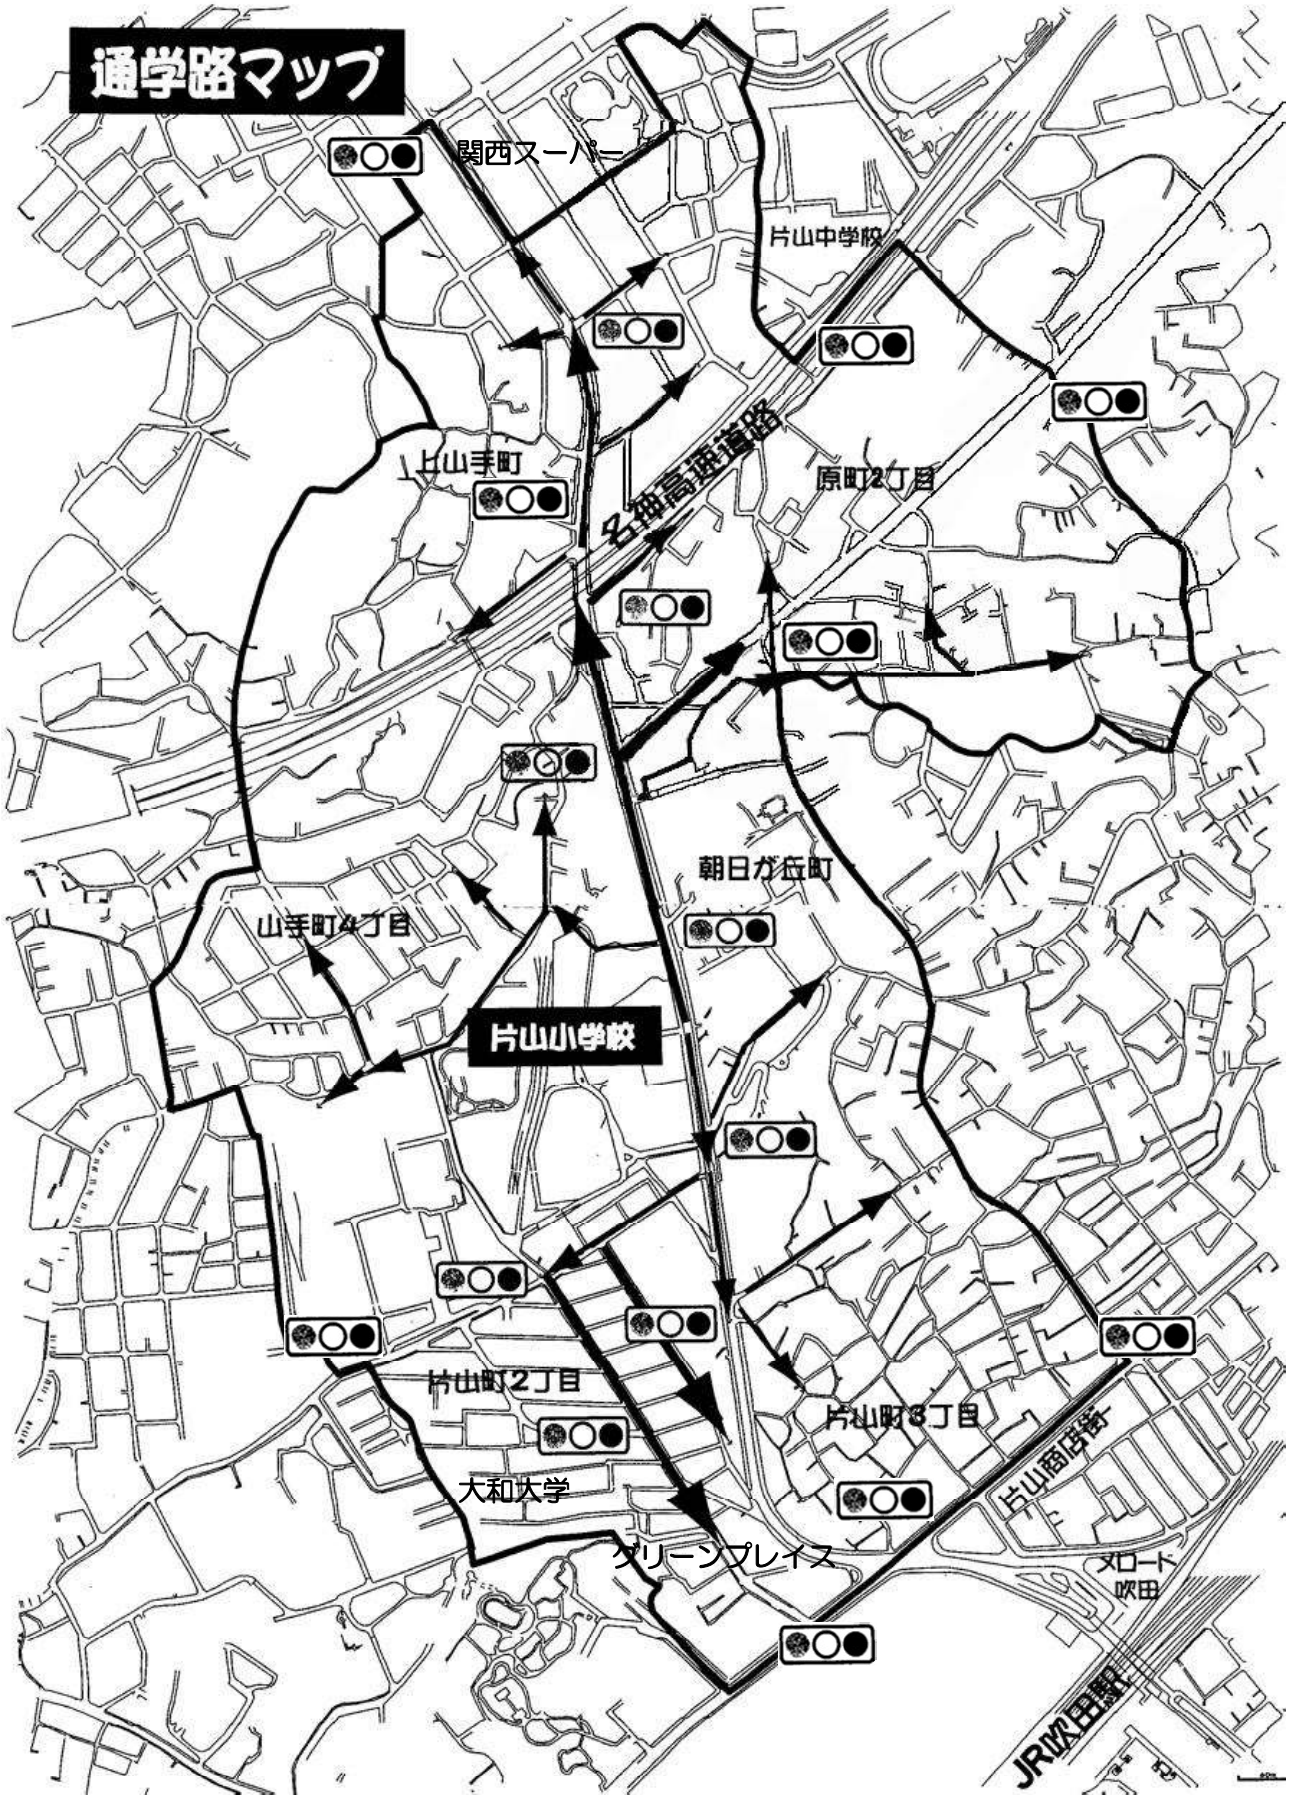 通学路マップ
関西スーパー
片山中学校
上山手町
名神高速道路
原町2丁目
朝日が丘町
山手町4丁目
片山小学校
片山町2丁目
片山町3丁目
片山商店街
大和大学
グリーンプレイス
メロード
吹田
JR吹田駅